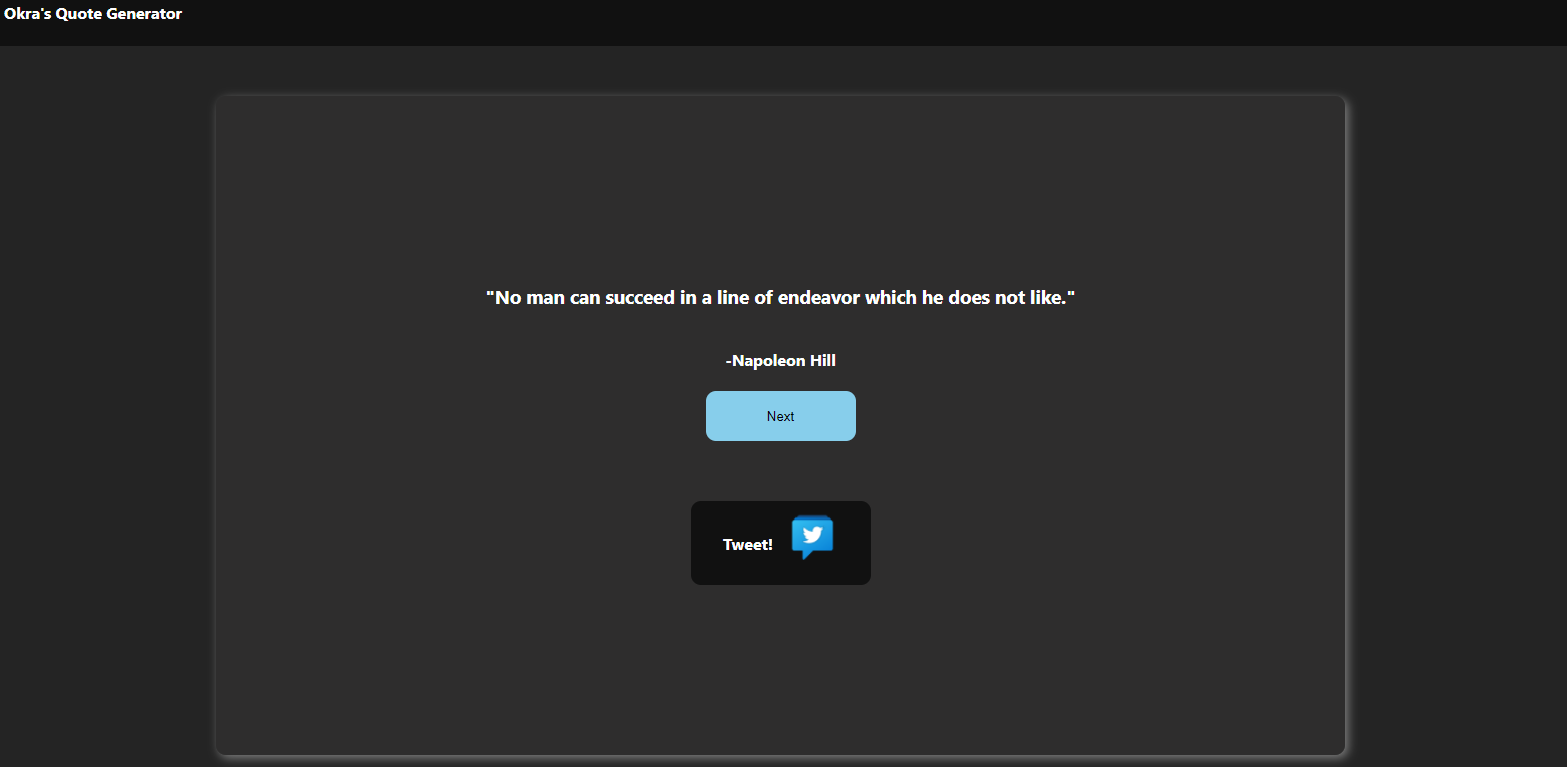 Okra's Quote Generator
"No man can succeed in a line of endeavor which he does not like."
-Napoleon Hill
Next
Tweet!